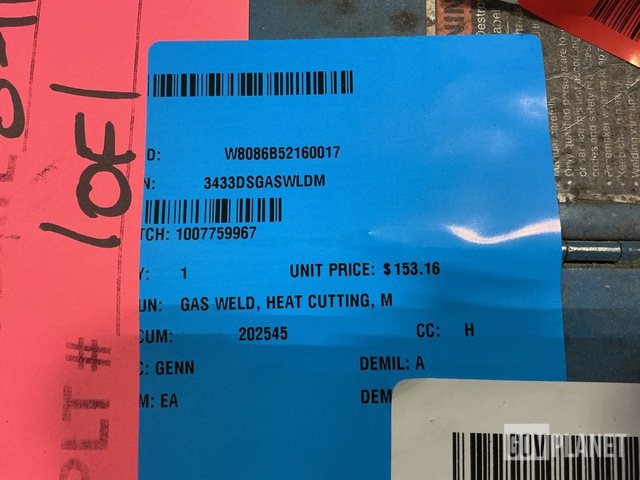 D: W8086B52160017
N: 3433DSGASWLDM
TCH: 1007759967
Y: 1 UNIT PRICE: $153.16
UN: GAS WELD, HEAT CUTTING, M
CUM: 202545 CC: H
C: GENN DEMIL: A
M: EA DEM
1 OF 1
PLT #
GOVPLANET